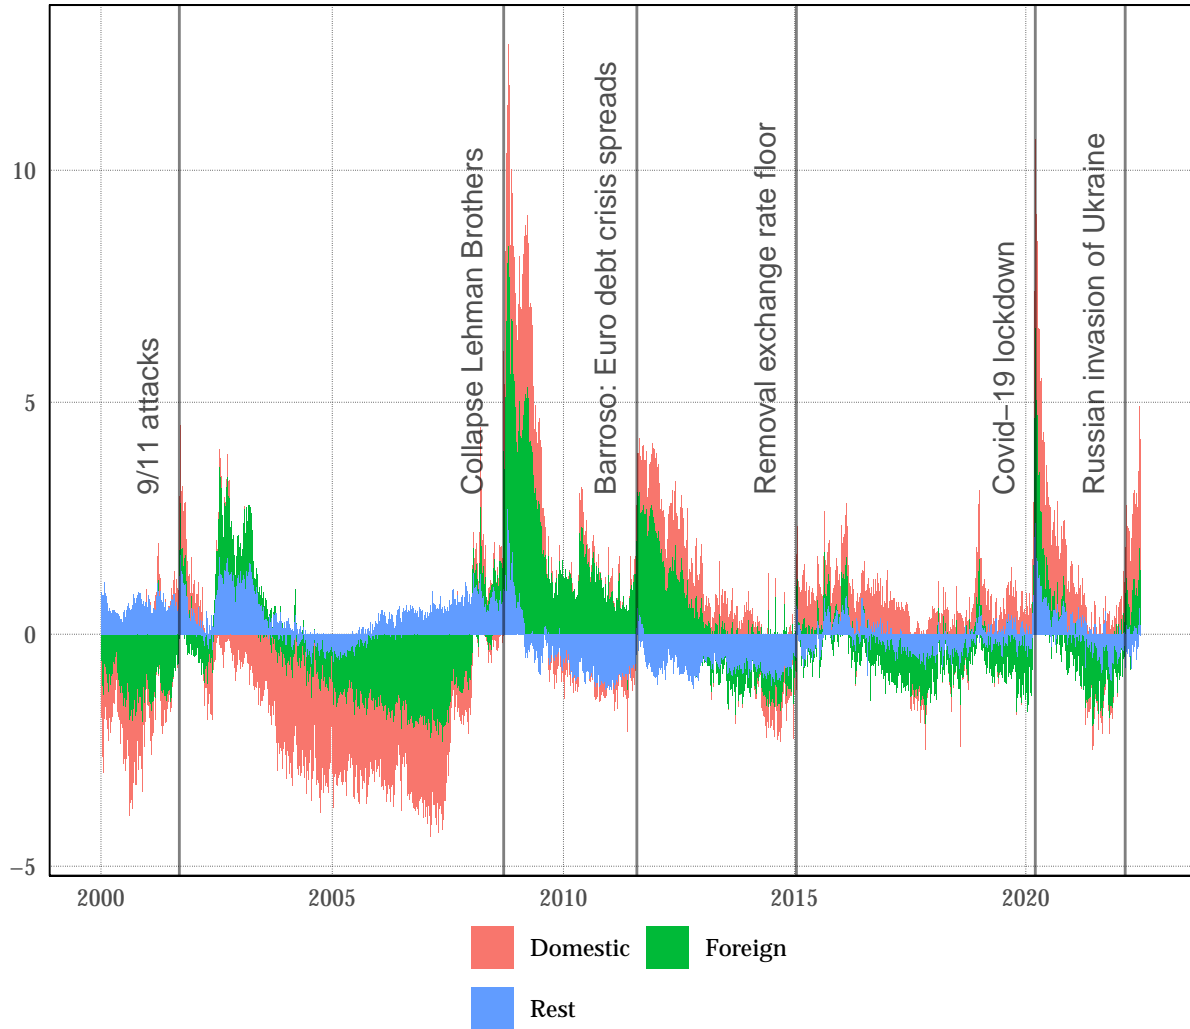 10
5
0
−5
9/11 attacks
Collapse Lehman Brothers
Barroso: Euro debt crisis spreads
Removal exchange rate floor
Covid−19 lockdown
Russian invasion of Ukraine
2000
2005
2010
2015
2020
Domestic
Foreign
Rest